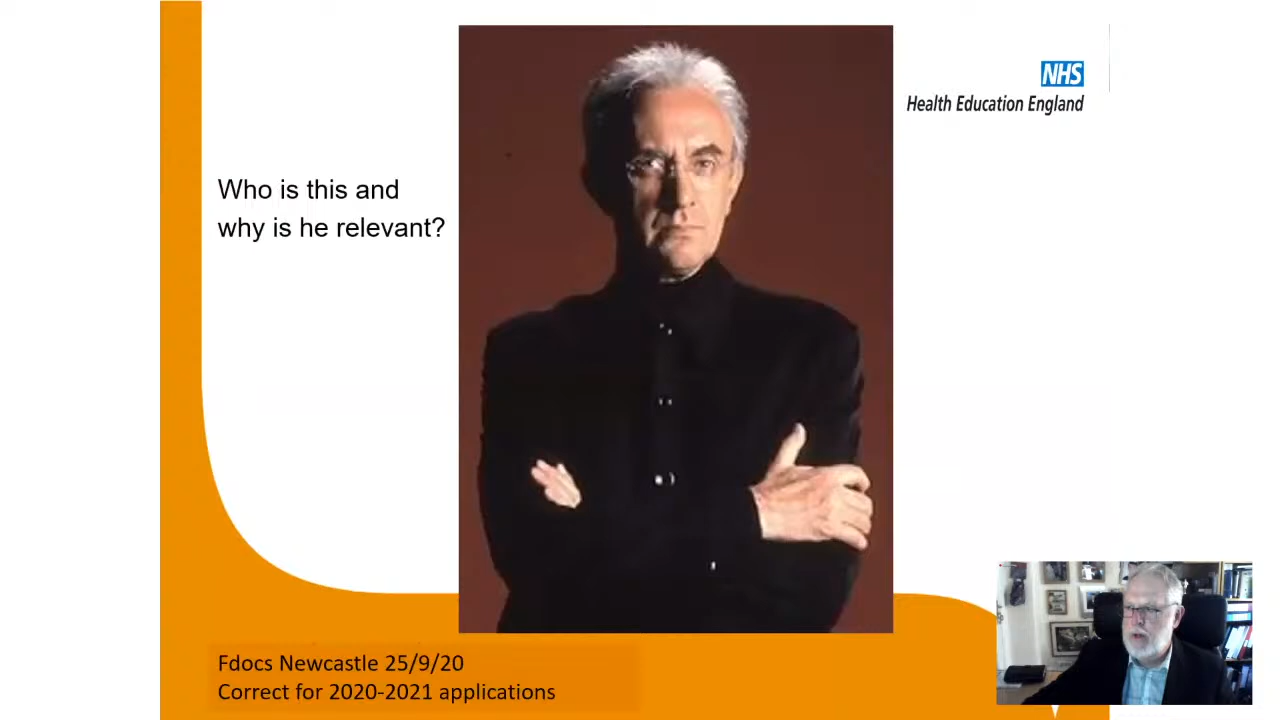 NHS
Health Education England
Who is this and
why is he relevant?
Fdocs Newcastle 25/9/20
Correct for 2020-2021 applications